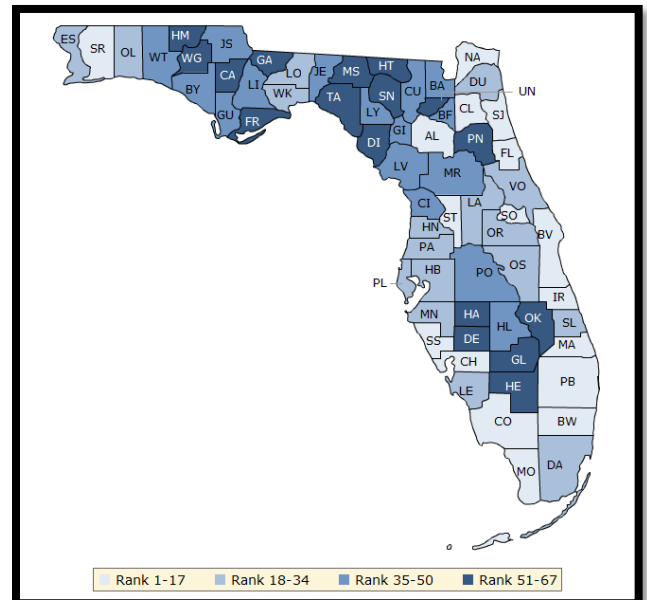 ES
SR
OL
WT
HM
WG
JS
CA
BY
GU
FR
LI
GA
LO
WK
JE
MS
TA
HT
SN
LY
DI
CU
BA
UN
BF
GI
LV
AL
NA
DU
CL
SJ
PN
FL
MR
VO
CI
ST
LA
SO
HN
OR
BV
PA
PL
HB
PO
OS
IR
MN
HA
HL
OK
SL
SS
DE
MA
CH
GL
LE
HE
PB
CO
BW
MO
DA
Rank 1-17 Rank 18-34 Rank 35-50 Rank 51-67